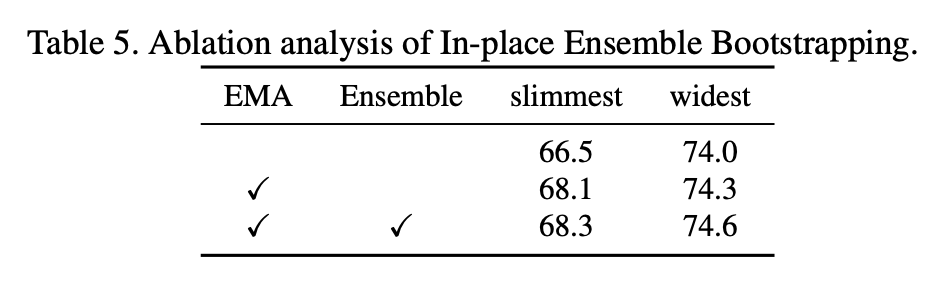 Table 5. Ablation analysis of In-place Ensemble Bootstrapping.
EMA Ensemble slimmest widest
66.5 74.0
✓ 68.1 74.3
✓ ✓ 68.3 74.6